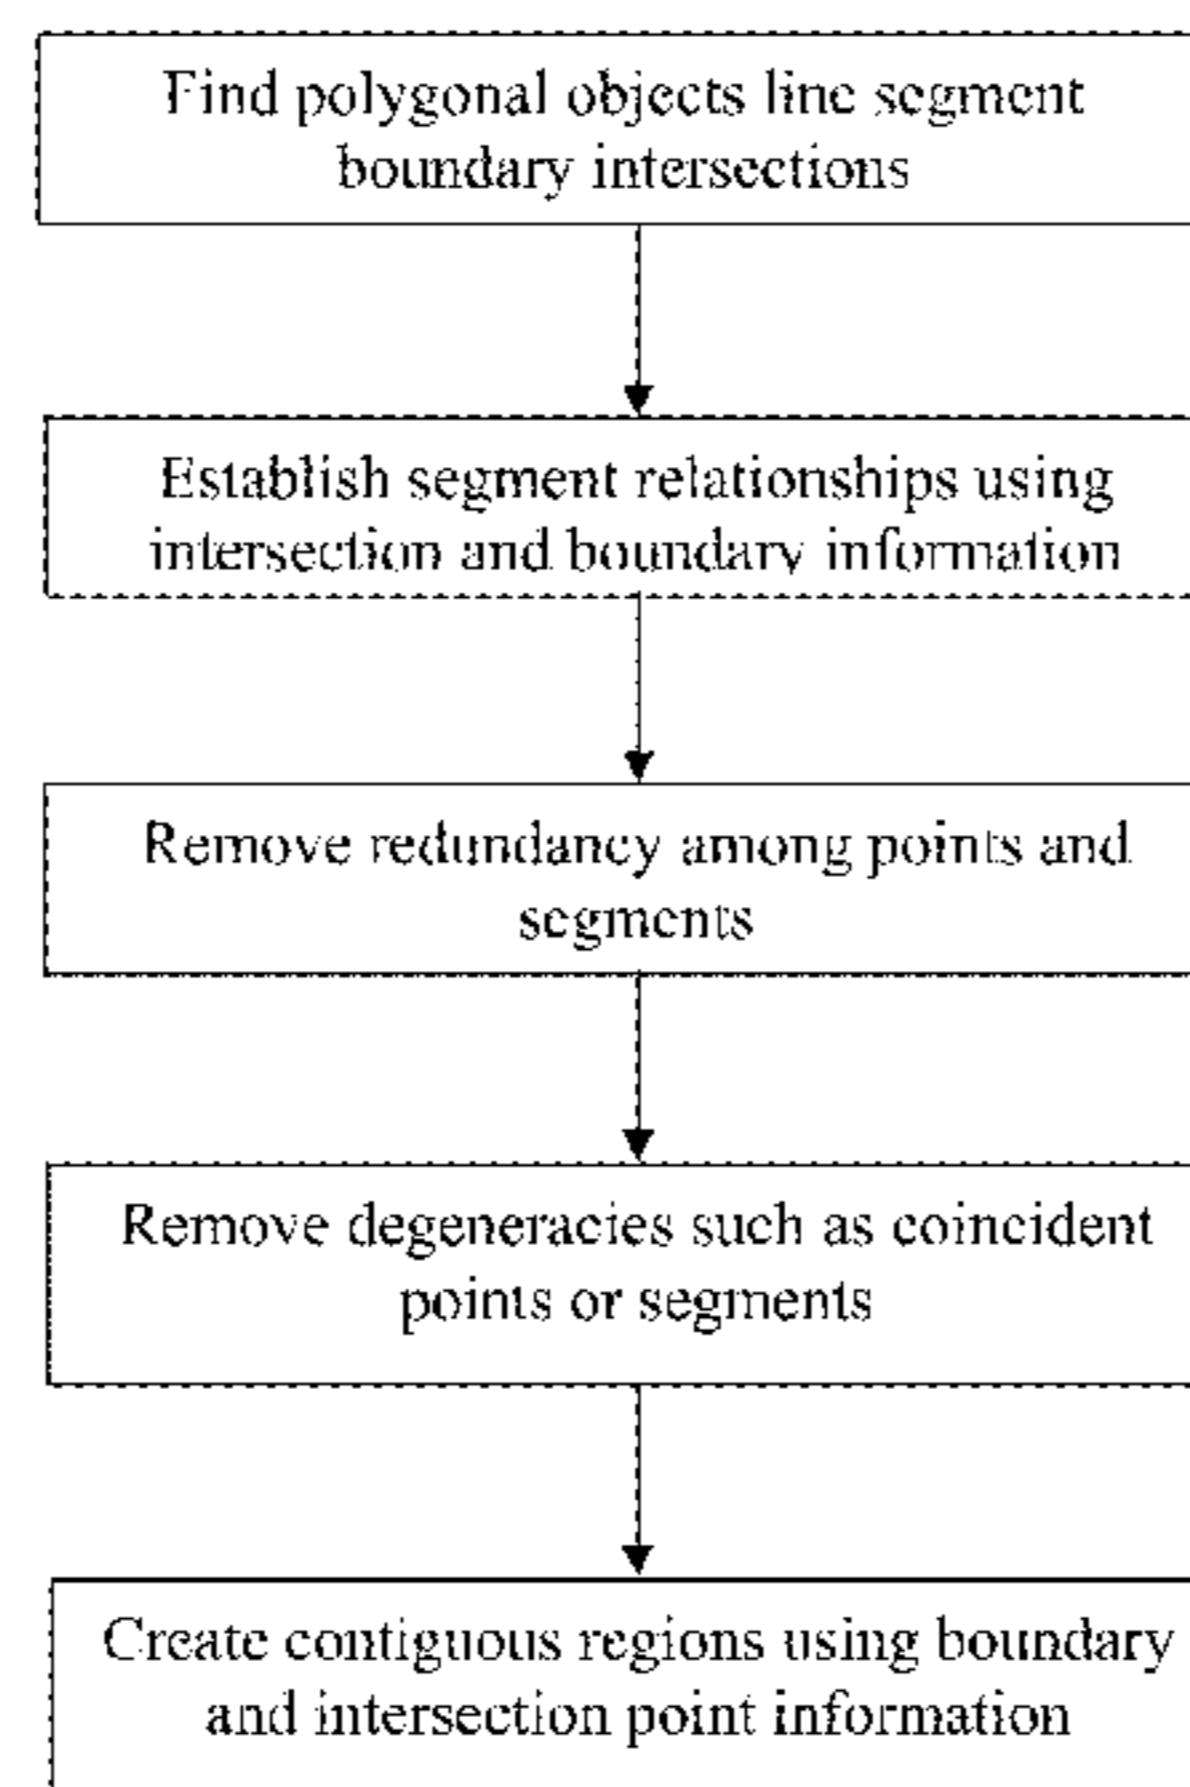 Find polygonal objects line segment
boundary intersections
Establish segment relationships using
intersection and boundary information
Remove redundancy among points and
segments
Remove degeneracies such as coincident
points or segments
Create contiguous regions using boundary
and intersection point information